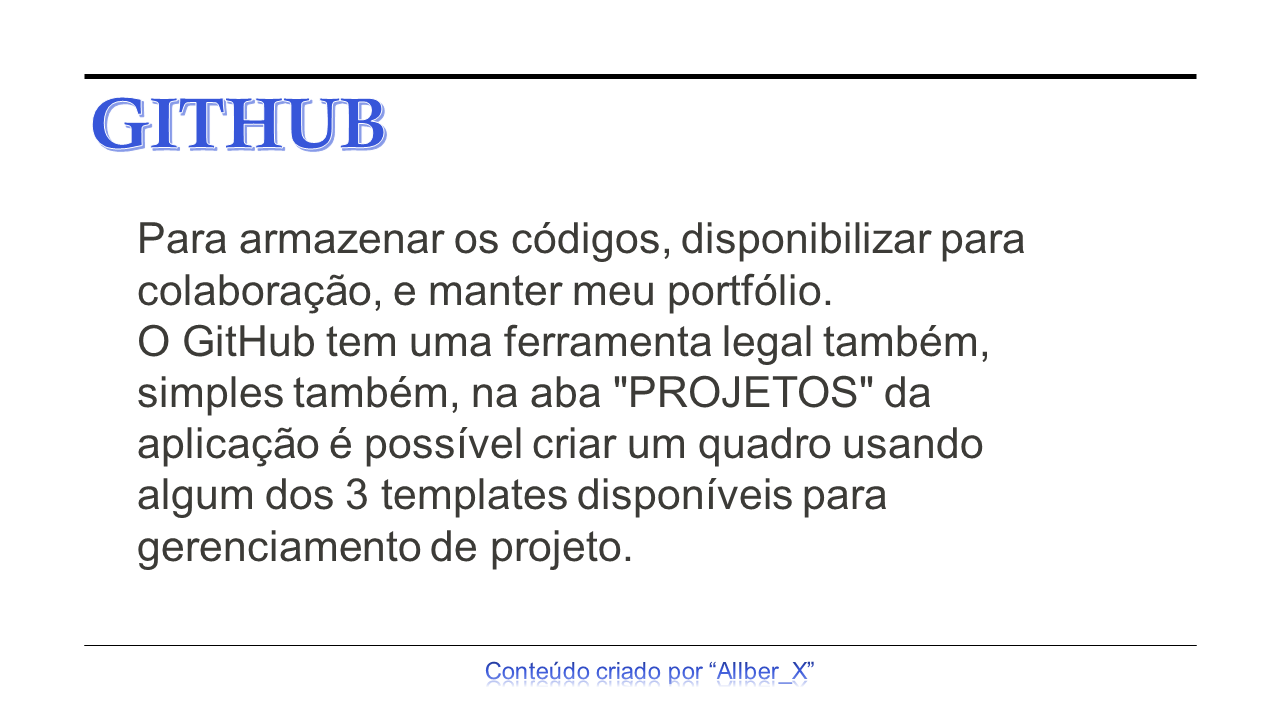 GITHUB
Para armazenar os códigos, disponibilizar para
colaboração, e manter meu portfólio.
O GitHub tem uma ferramenta legal também,
simples também, na aba "PROJETOS" da
aplicação é possível criar um quadro usando
algum dos 3 templates disponíveis para
gerenciamento de projeto.
Conteúdo criado por “Allber_X”